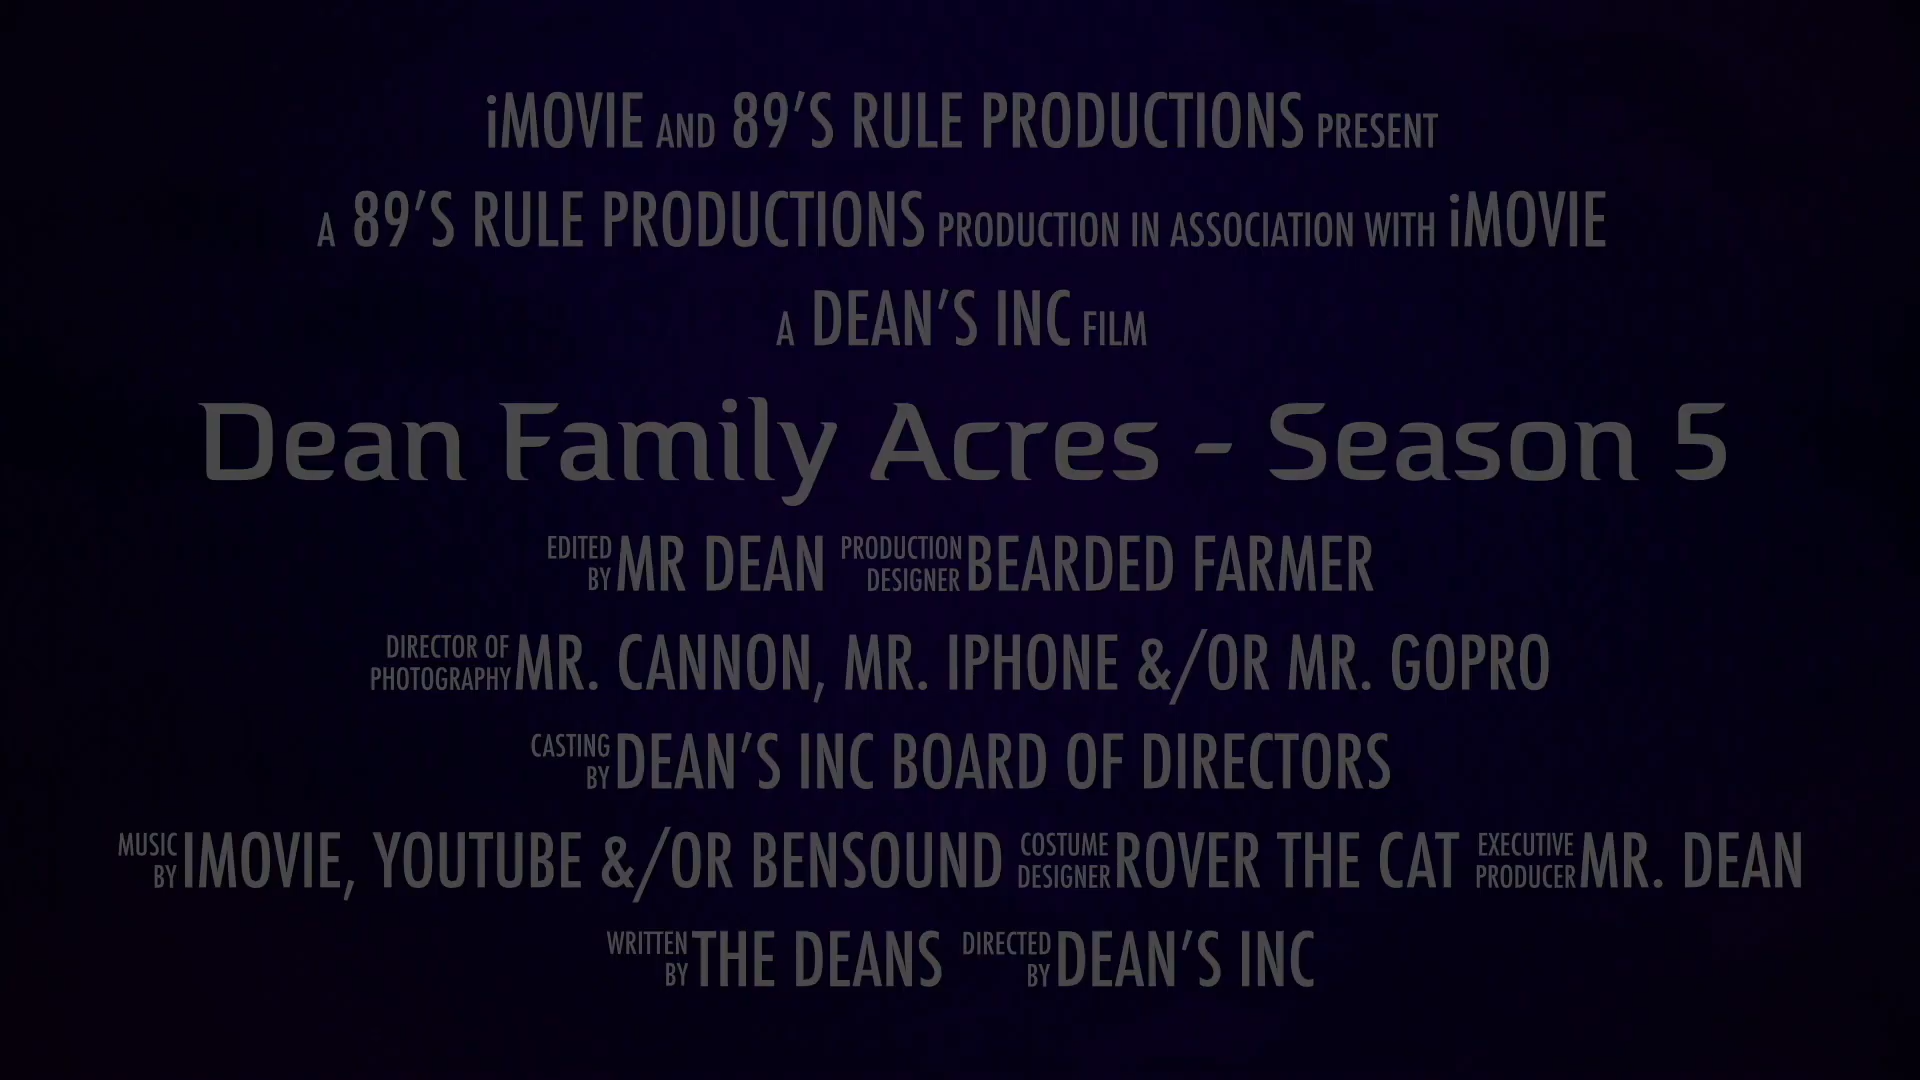 iMOVIE AND 89'S RULE PRODUCTIONS PRESENT
A 89'S RULE PRODUCTIONS PRODUCTION IN ASSOCIATION WITH iMOVIE
A DEAN'S INC FILM
Dean Family Acres - Season 5
EDITED BY MR DEAN PRODUCTION DESIGNER BEARDED FARMER
DIRECTOR OF PHOTOGRAPHY MR. CANNON, MR. IPHONE &/OR MR. GOPRO
CASTING BY DEAN'S INC BOARD OF DIRECTORS
MUSIC BY IMOVIE, YOUTUBE &/OR BENSOUND COSTUME DESIGNER ROVER THE CAT EXECUTIVE PRODUCER MR. DEAN
WRITTEN BY THE DEANS DIRECTED BY DEAN'S INC